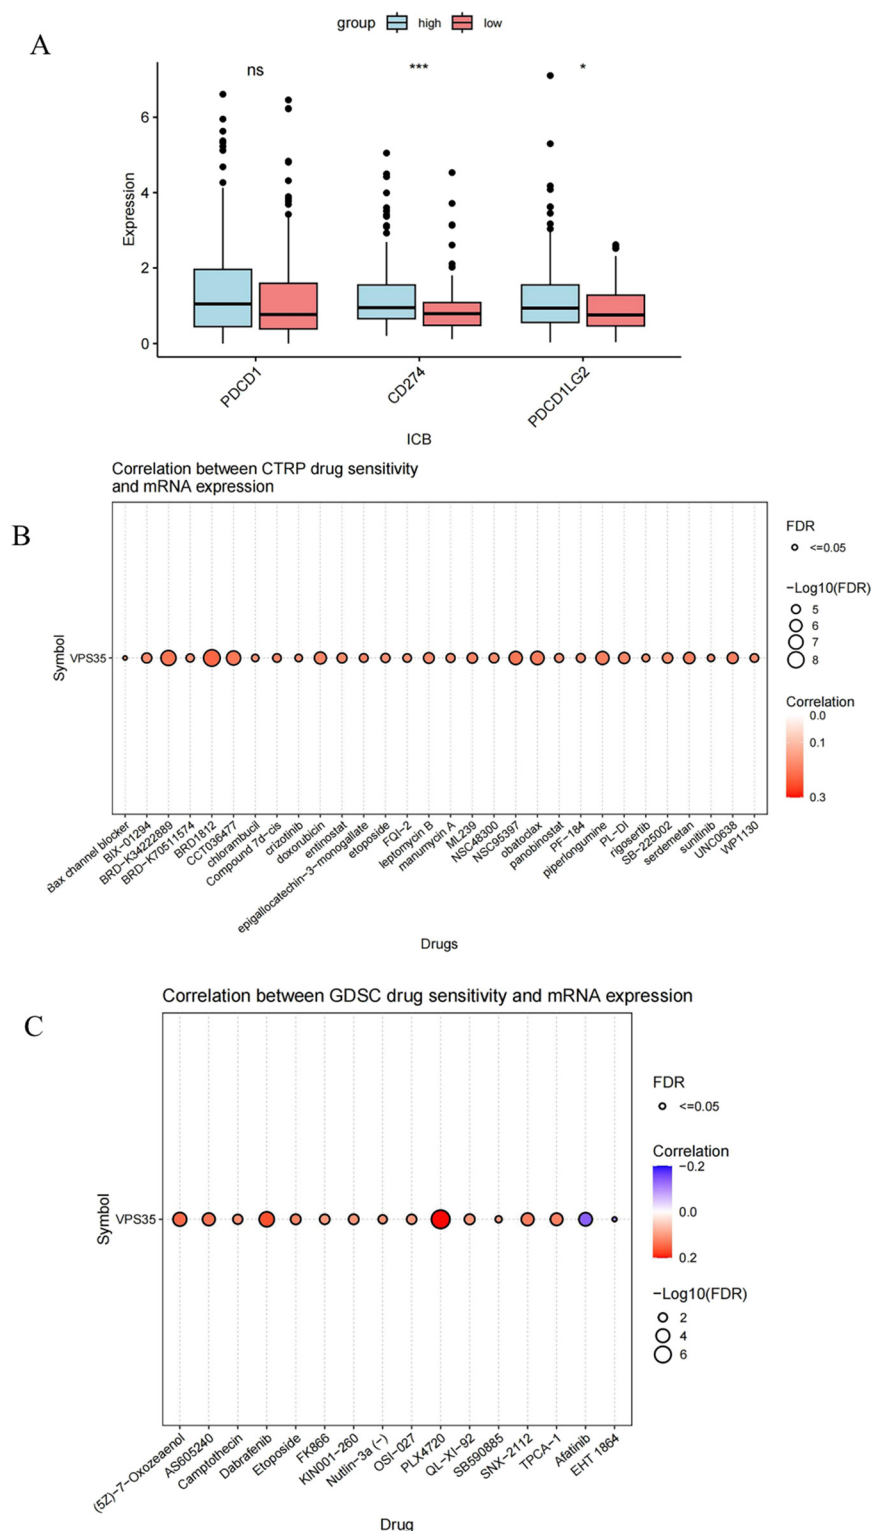 A
group high low
ns
***
*
Expression
6
4
2
0
PDCD1
CD274
PDCD1LG2
ICB
Correlation between CTRP drug sensitivity
and mRNA expression
B
Symbol
VPS35
Bax channel blocker
BIX−01294
BRD−K34222889
BRD−K70511574
BRD1812
CCT036477
chlorambucil
Compound 7d−cis
crizotinib
doxorubicin
entinostat
epigallocatechin−3−monogallate
etoposide
FQI−2
leptomycin B
manumycin A
ML239
NSC48300
NSC95397
obatoclax
panobinostat
PF−184
piperlongumine
PL−DI
rigosertib
SB−225002
serdemetan
sunitinib
UNC0638
WP1130
Drugs
FDR
<=0.05
−Log10(FDR)
5
6
7
8
Correlation
0.0
0.1
0.3
C
Correlation between GDSC drug sensitivity and mRNA expression
Symbol
VPS35
(5Z)−7−Oxozeaenol
AS605240
Camptothecin
Dabrafenib
Etoposide
FK866
KIN001−260
Nutlin−3a (−)
OSI−027
PLX4720
QL−XI−92
SB590885
SNX−2112
TPCA−1
Afatinib
EHT 1864
Drug
FDR
<=0.05
Correlation
−0.2
0.0
0.2
−Log10(FDR)
2
4
6